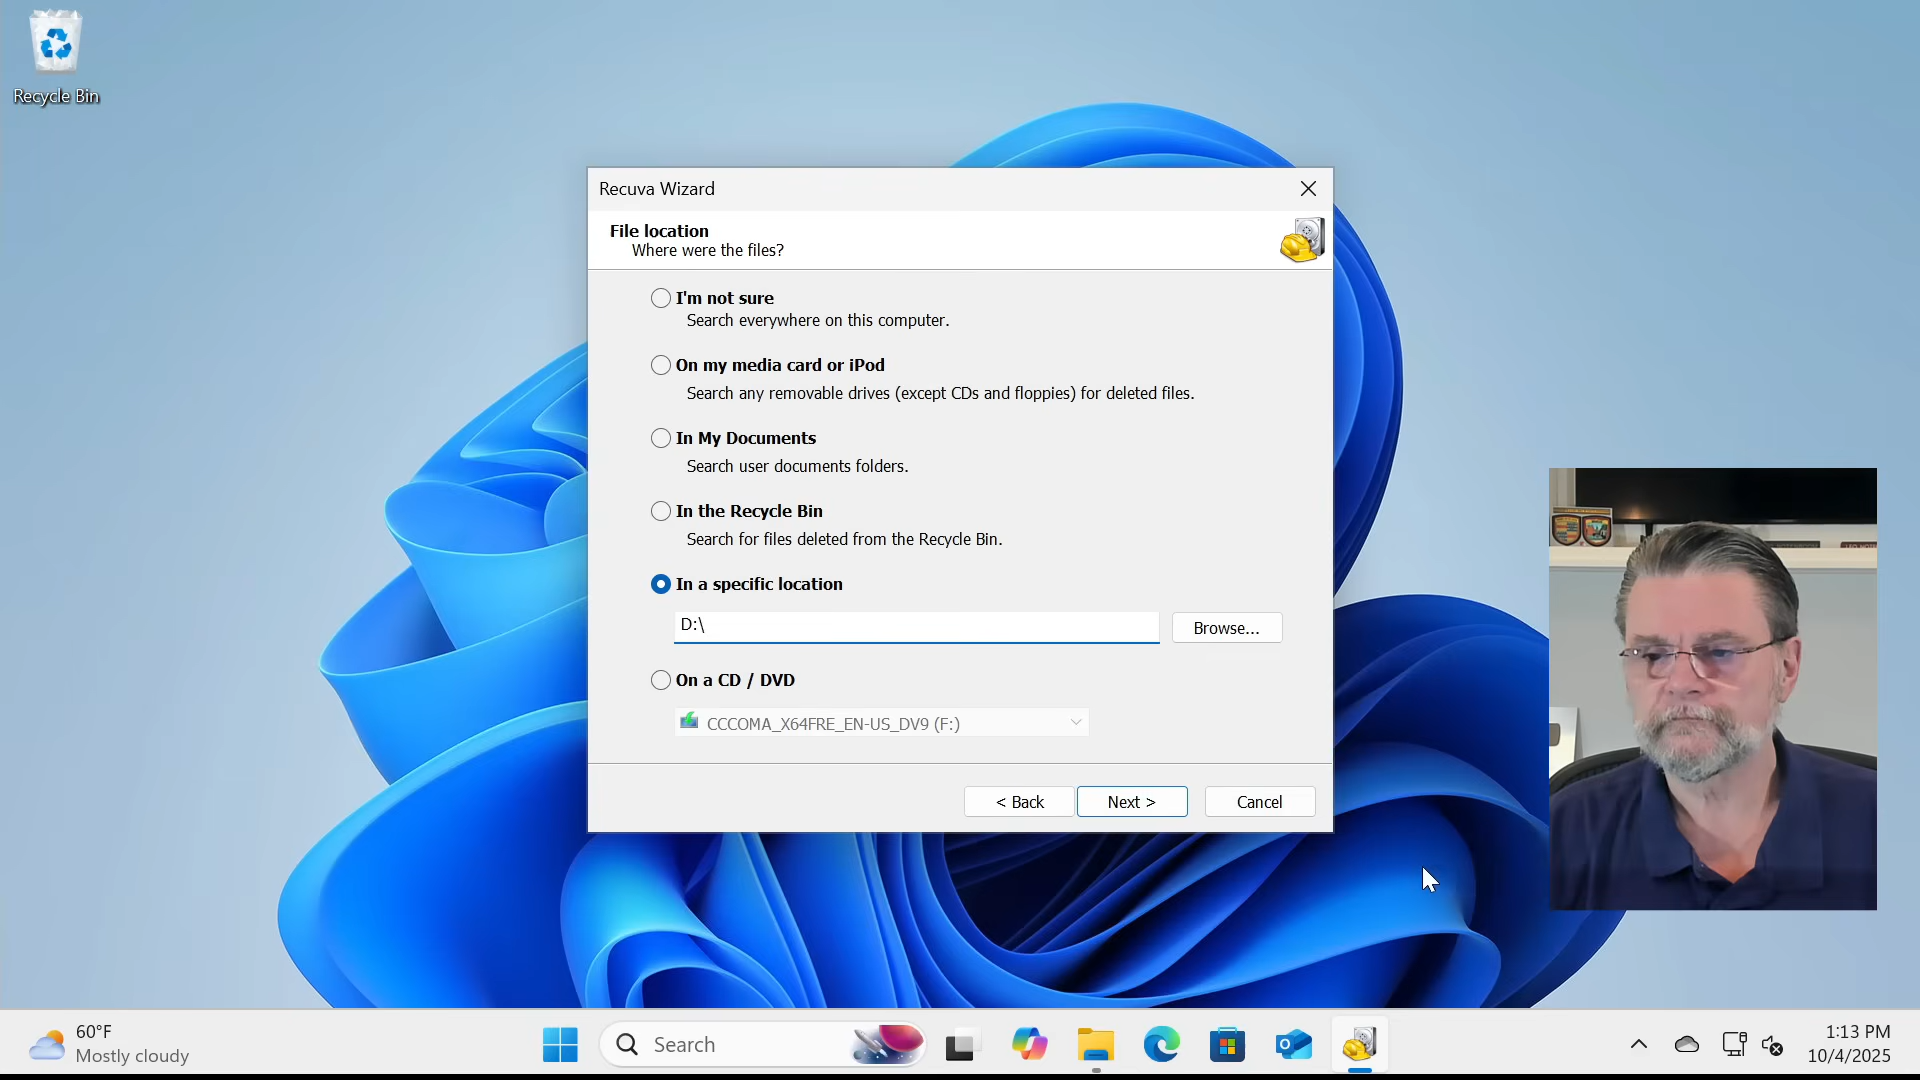 Recycle Bin
Recuva Wizard
File location
Where were the files?
I'm not sure
Search everywhere on this computer.
On my media card or iPod
Search any removable drives (except CDs and floppies) for deleted files.
In My Documents
Search user documents folders.
In the Recycle Bin
Search for files deleted from the Recycle Bin.
In a specific location
D:\
Browse...
On a CD / DVD
CCCOMA_X64FRE_EN-US_DV9 (F:)
< Back
Next >
Cancel
60°F
Mostly cloudy
Search
1:13 PM
10/4/2025